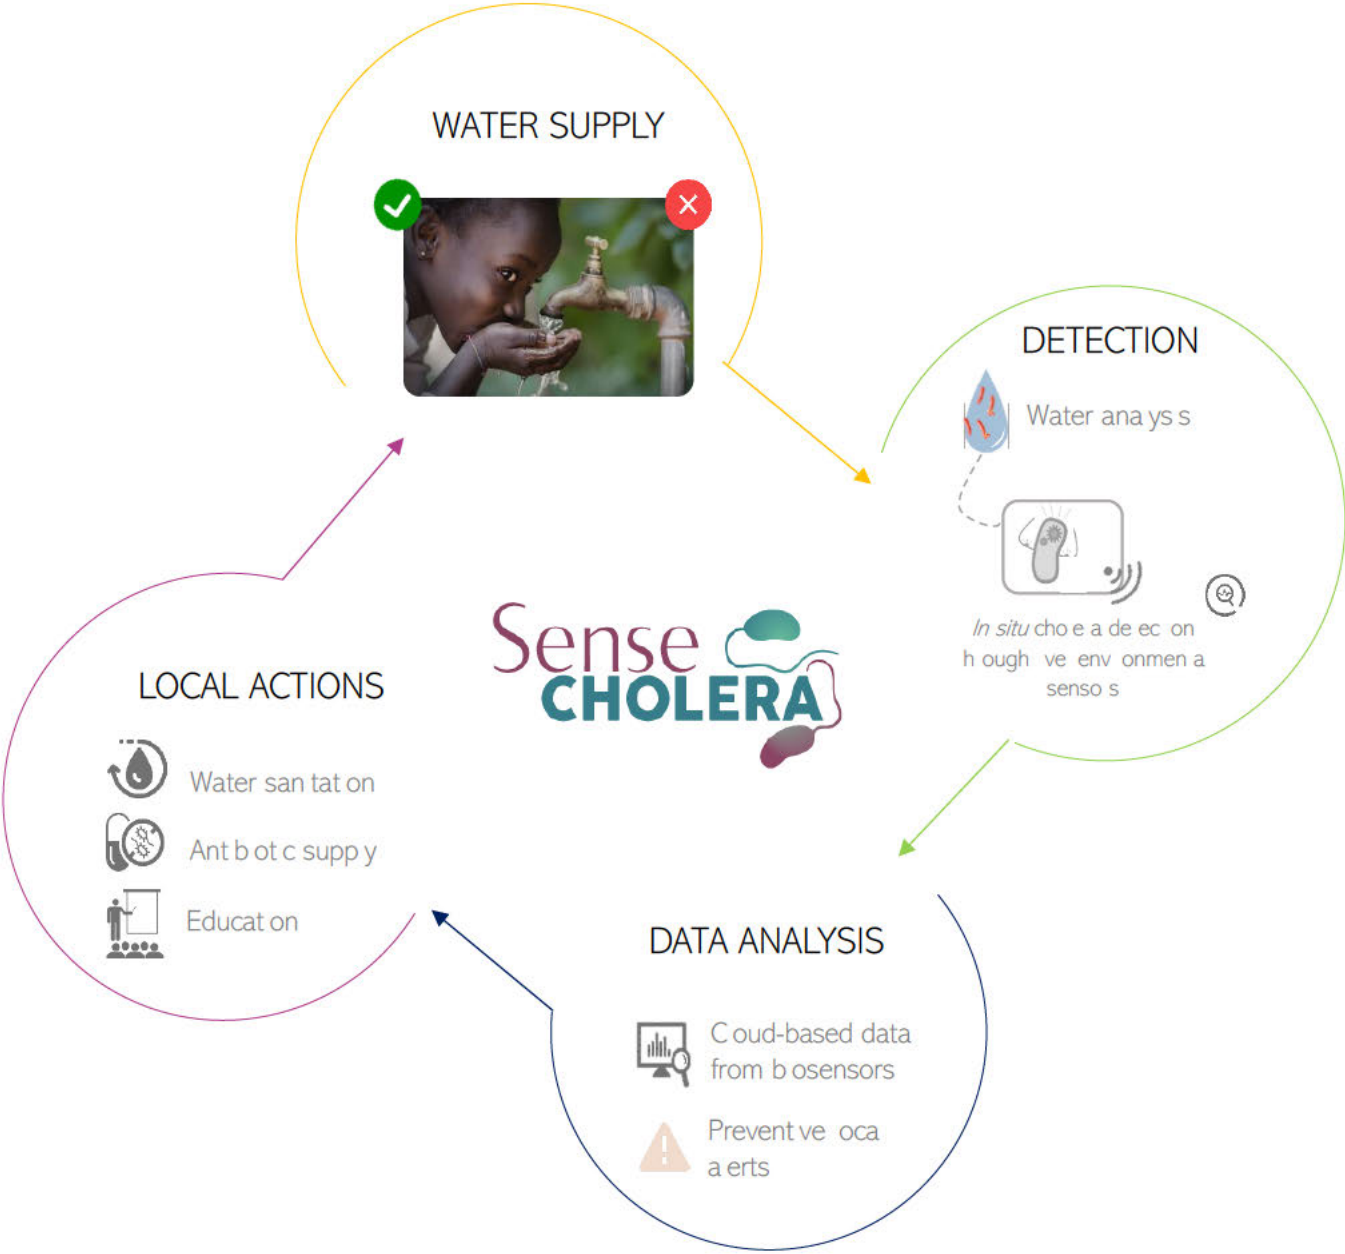 WATER SUPPLY
DETECTION
Water ana ys s
In situ cho e a de ec on
h ough ve env onmen a
senso s
Sense
CHOLERA
LOCAL ACTIONS
Water san tat on
Ant b ot c supp y
Educat on
DATA ANALYSIS
C oud-based data
from b osensors
Prevent ve oca
a erts